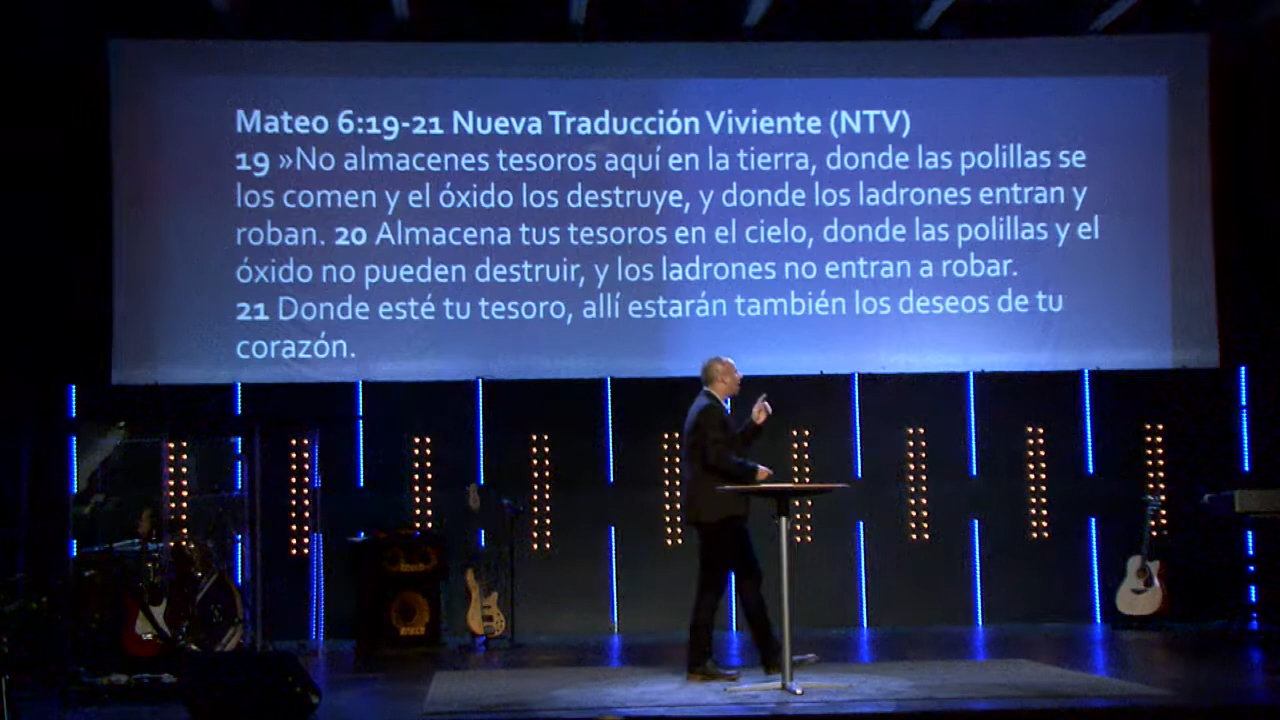 Mateo 6:19-21 Nueva Traducción Viviente (NTV)
19 »No almacenes tesoros aquí en la tierra, donde las polillas se
los comen y el óxido los destruye, y donde los ladrones entran y
roban. 20 Almacena tus tesoros en el cielo, donde las polillas y el
óxido no pueden destruir, y los ladrones no entran a robar.
21 Donde esté tu tesoro, allí estarán también los deseos de tu
corazón.